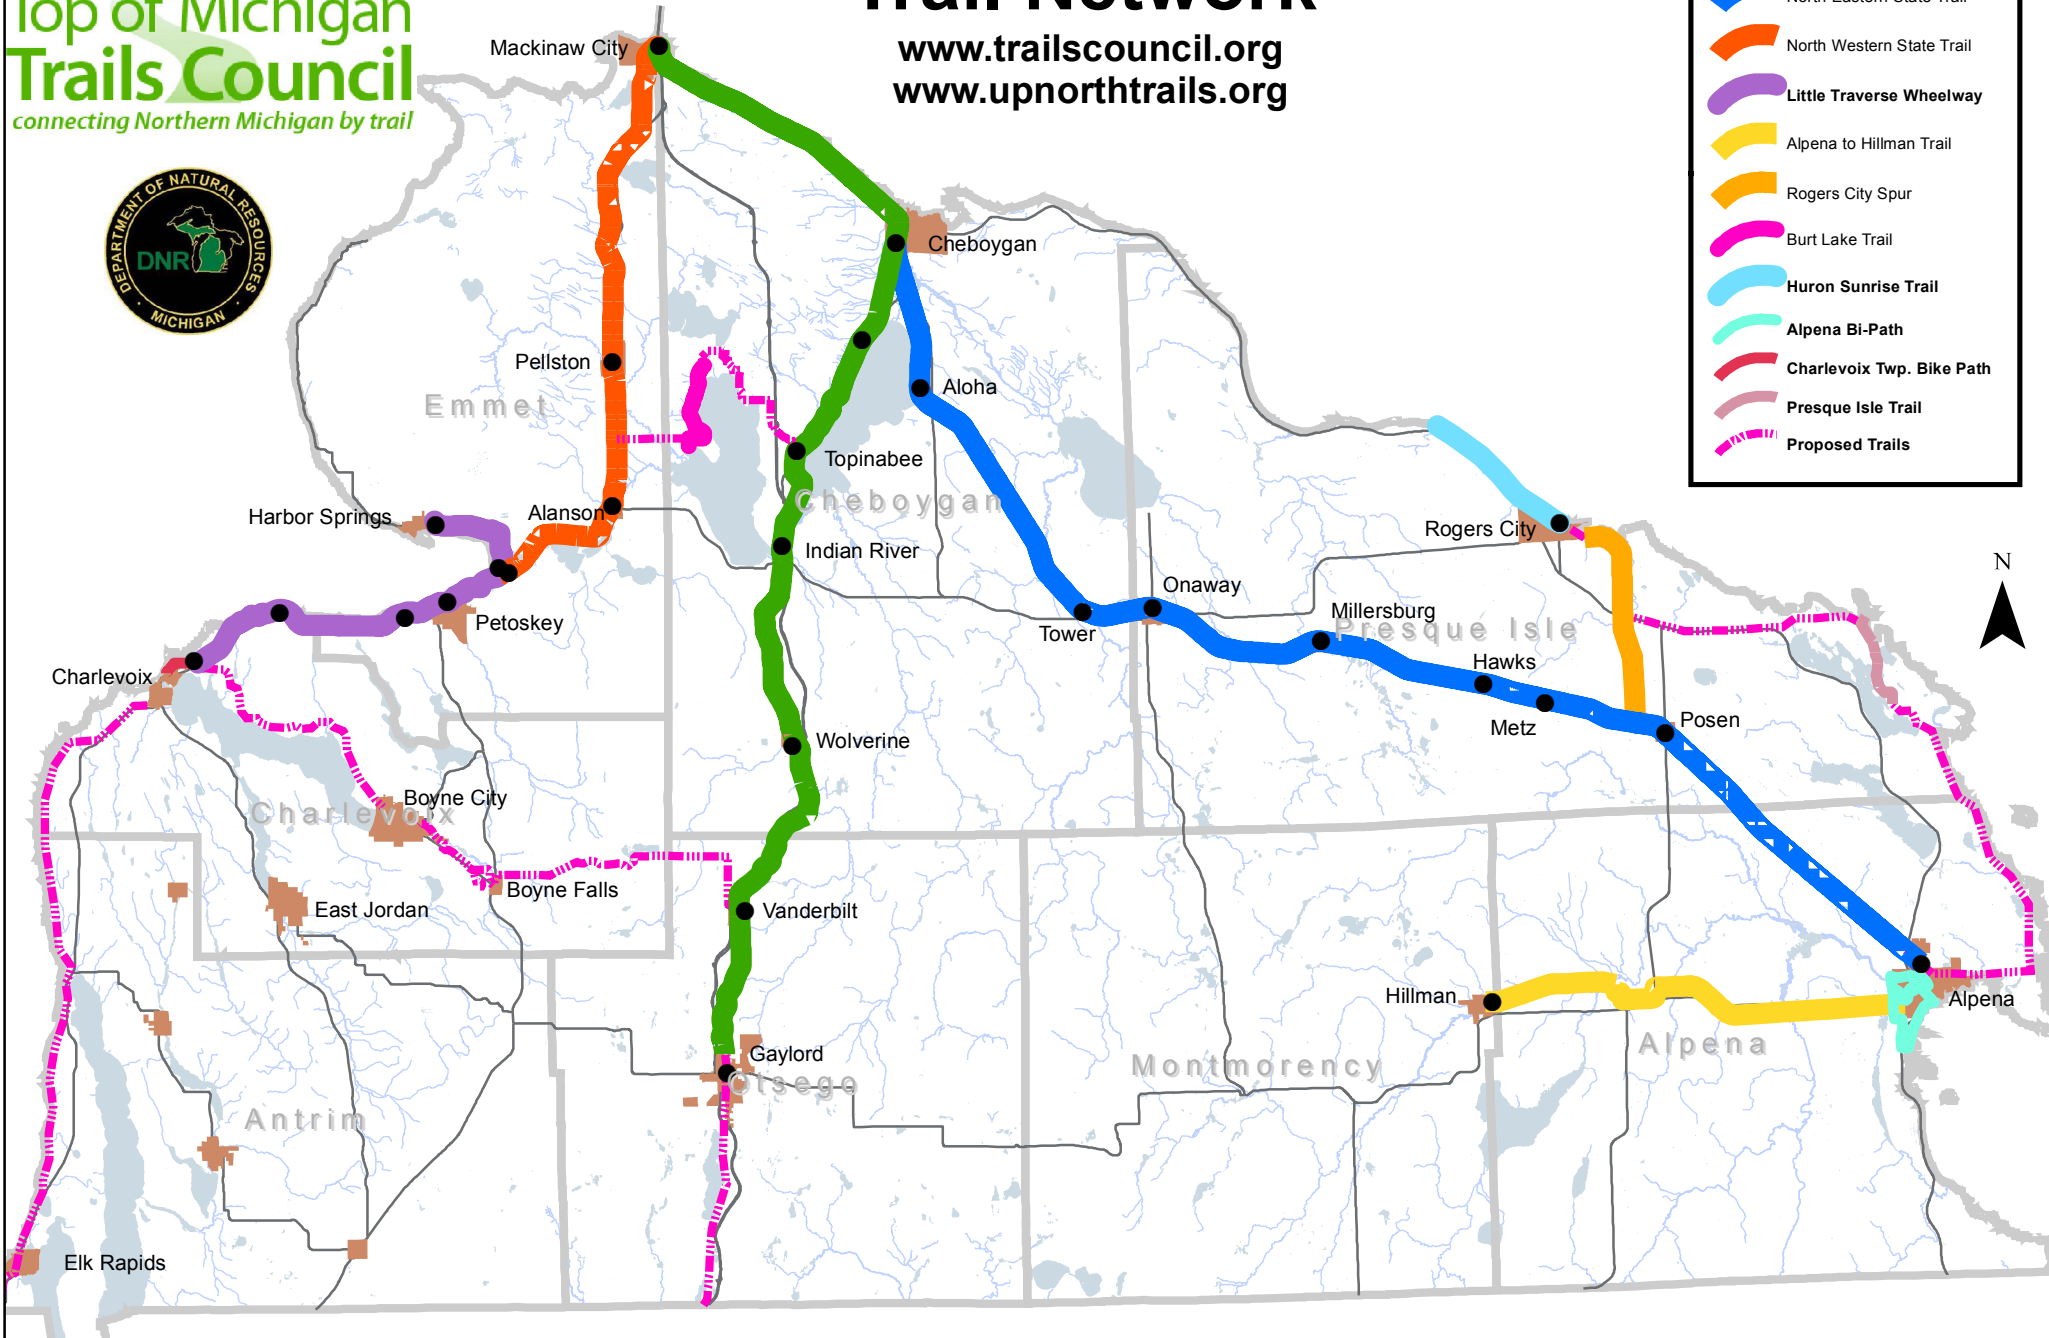 Top of Michigan
Trails Council
connecting Northern Michigan by trail
Trail Network
www.trailscouncil.org
www.upnorthtrails.org
North Eastern State Trail
North Western State Trail
Little Traverse Wheelway
Alpena to Hillman Trail
Rogers City Spur
Burt Lake Trail
Huron Sunrise Trail
Alpena Bi-Path
Charlevoix Twp. Bike Path
Presque Isle Trail
Proposed Trails
DEPARTMENT OF NATURAL RESOURCES
DNR
MICHIGAN
Mackinaw City
Cheboygan
Pellston
Aloha
Emmet
Topinabee
Cheboygan
Harbor Springs
Alanson
Rogers City
Indian River
N
Onaway
Millersburg
Petoskey
Tower
Presque Isle
Hawks
Charlevoix
Metz
Posen
Wolverine
Boyne City
Charlevoix
Boyne Falls
East Jordan
Vanderbilt
Hillman
Alpena
Gaylord
Alpena
Otsego
Montmorency
Antrim
Elk Rapids